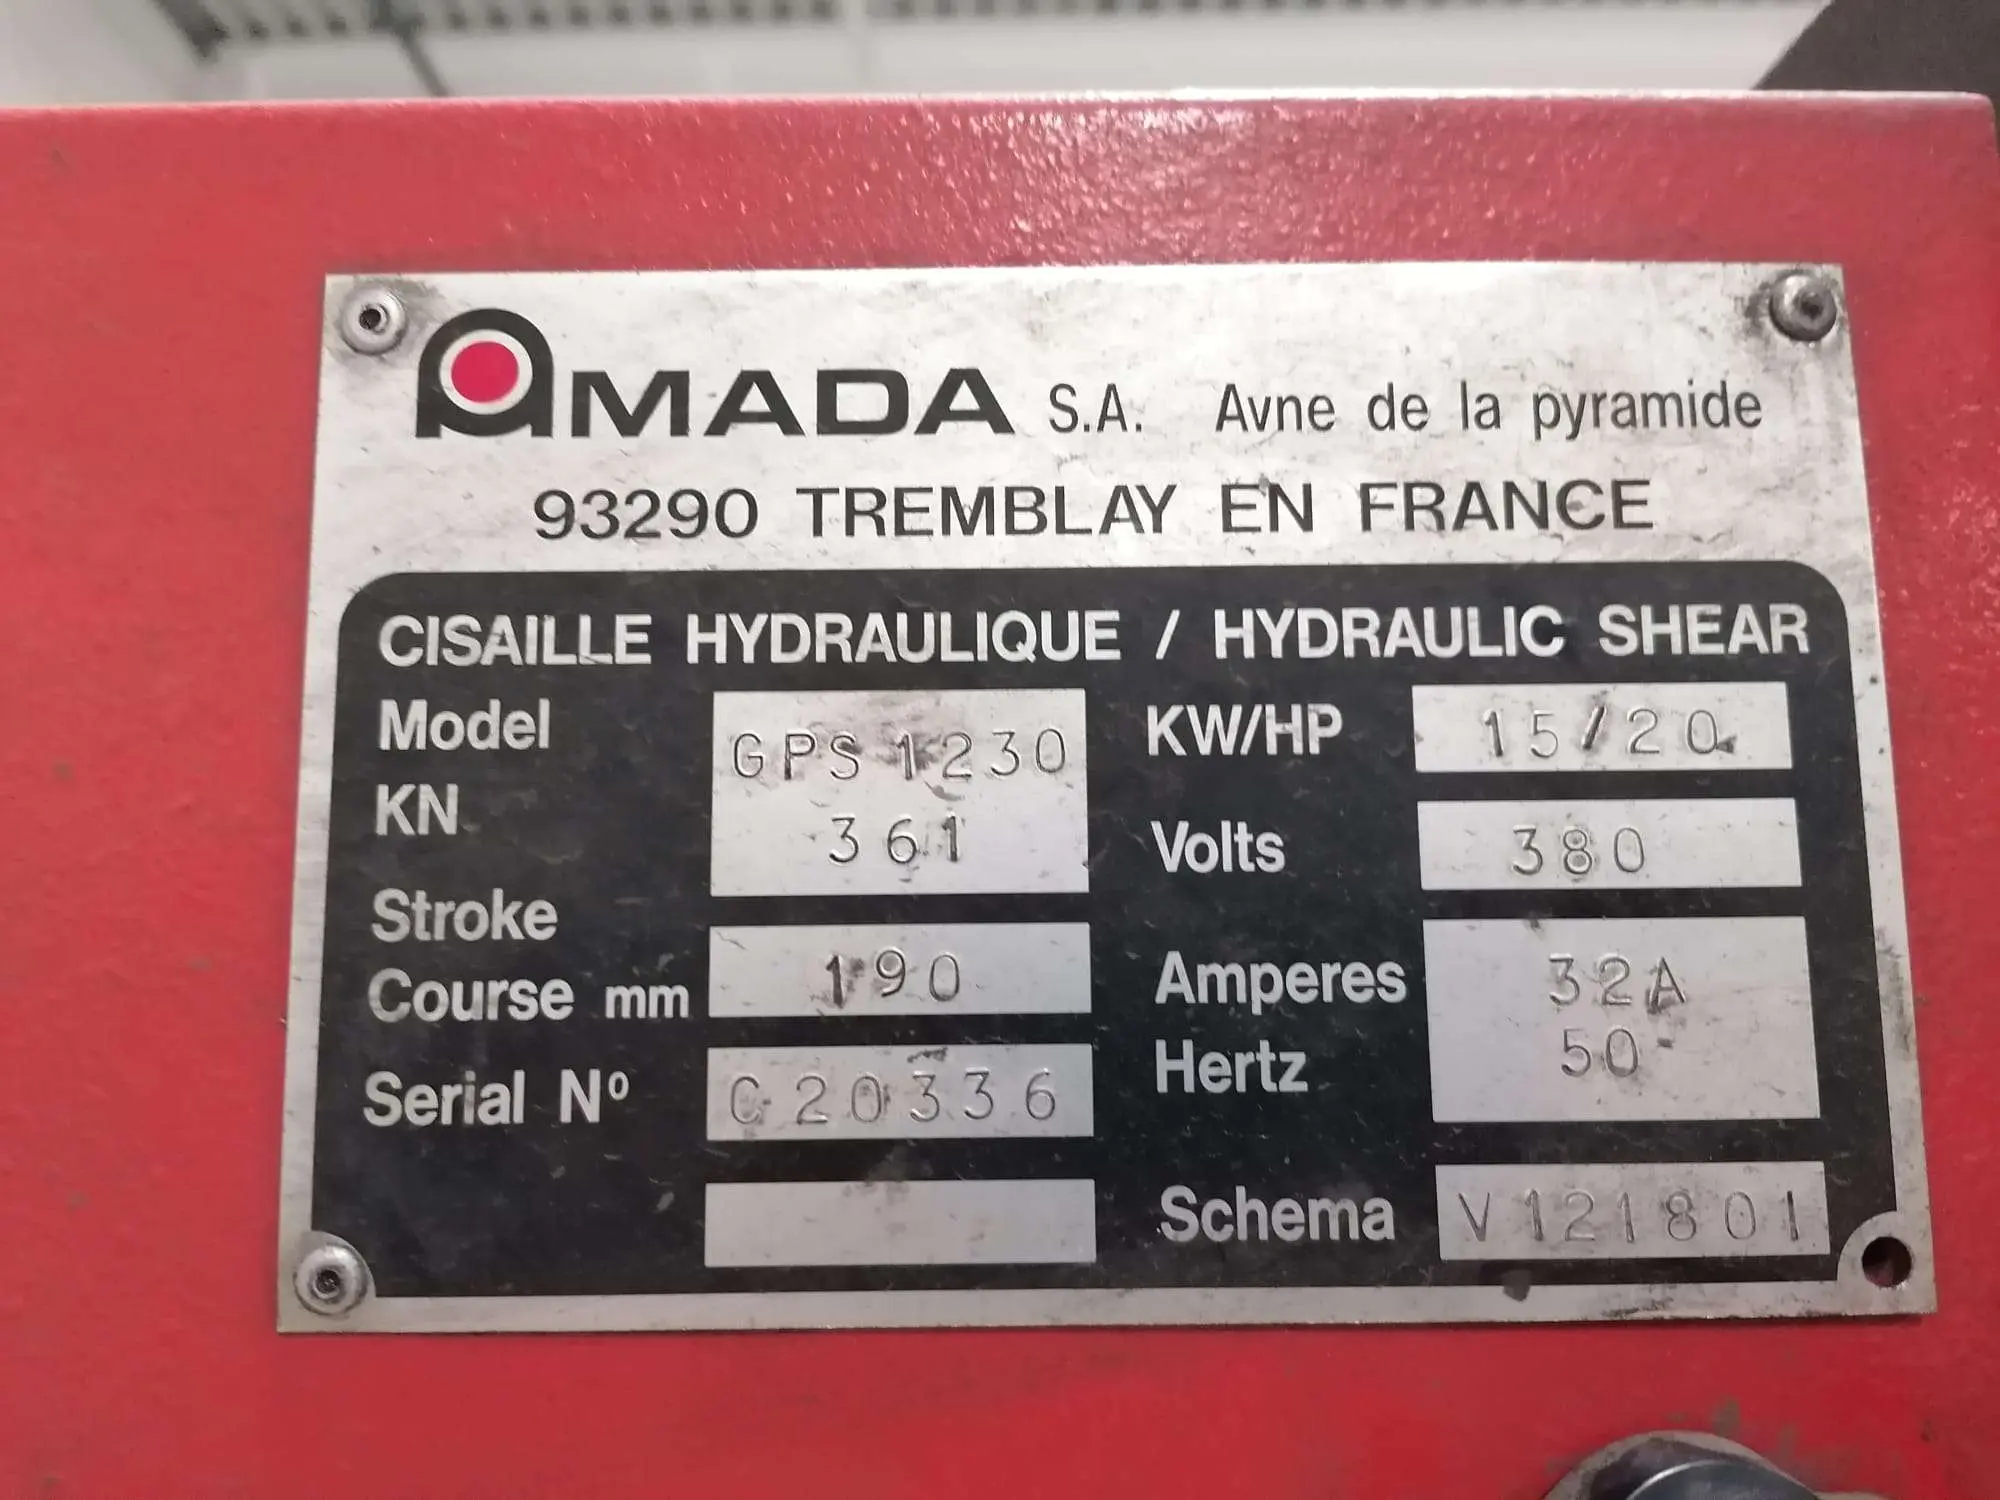 AMADA S.A. Avne de la pyramide
93290 TREMBLAY EN FRANCE
CISAILLE HYDRAULIQUE / HYDRAULIC SHEAR
Model GPS 1230
KN 361
Stroke
Course mm 190
Serial Nº C20336
KW/HP 15/20
Volts 380
Amperes 32A
Hertz 50
Schema V121801